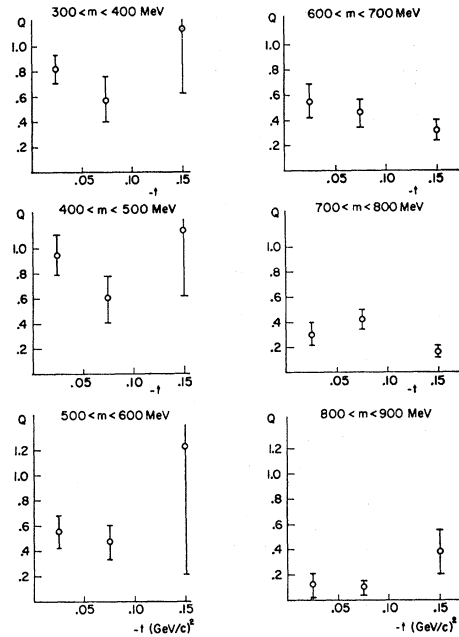 300 < m < 400 MeV
Q
1.0
.8
.6
.4
.2
.05
.10
.15
-t
600 < m < 700 MeV
Q
1.0
.8
.6
.4
.2
.05
.10
.15
-t
400 < m < 500 MeV
Q
1.0
.8
.6
.4
.2
.05
.10
.15
-t
700 < m < 800 MeV
Q
1.0
.8
.6
.4
.2
.05
.10
.15
-t
500 < m < 600 MeV
Q
1.2
1.0
.8
.6
.4
.2
.05
.10
.15
-t (GeV/c)²
800 < m < 900 MeV
Q
1.2
1.0
.8
.6
.4
.2
.05
.10
.15
-t (GeV/c)²